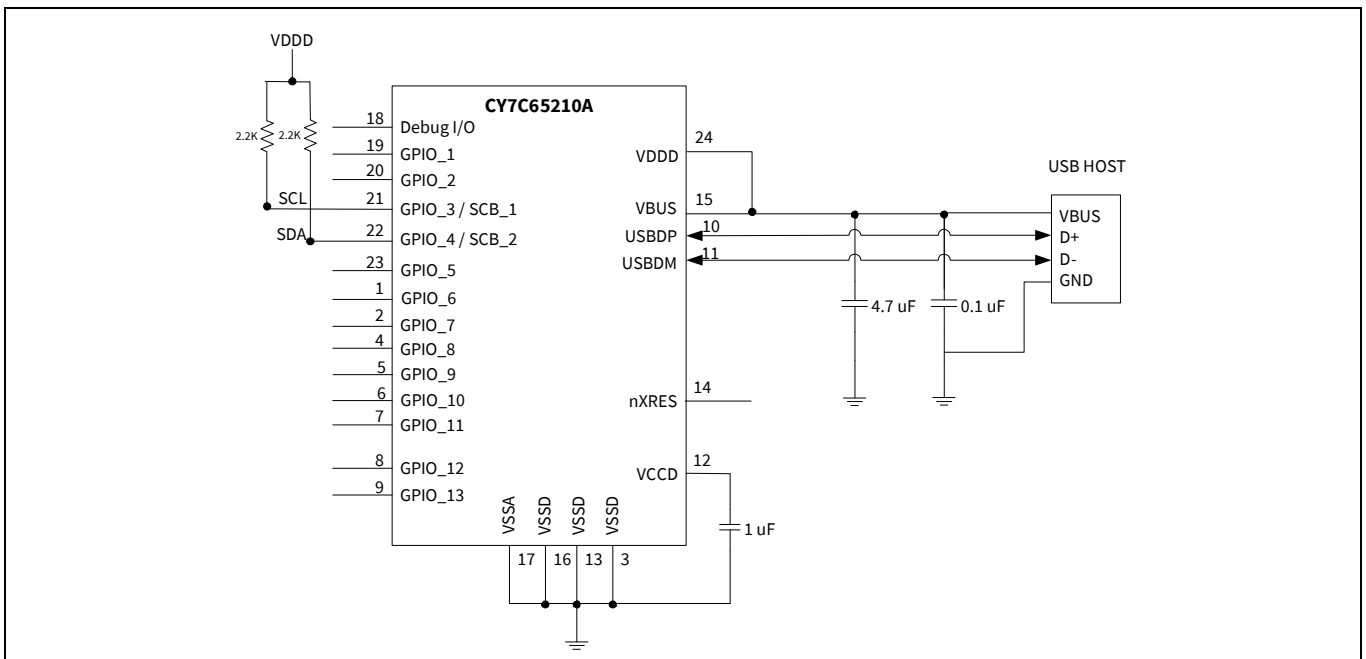 VDDD
2.2K 2.2K
SCL
SDA
CY7C65210A
18 Debug I/O
19 GPIO_1
20 GPIO_2
21 GPIO_3 / SCB_1
22 GPIO_4 / SCB_2
23 GPIO_5
1 GPIO_6
2 GPIO_7
4 GPIO_8
5 GPIO_9
6 GPIO_10
7 GPIO_11
8 GPIO_12
9 GPIO_13
VDDD 24
VBUS 15
USBDP 10
USBDM 11
nXRES 14
VCCD 12
VSSA VSSD VSSD VSSD
17 16 13 3
1 uF
4.7 uF 0.1 uF
USB HOST
VBUS
D+
D-
GND